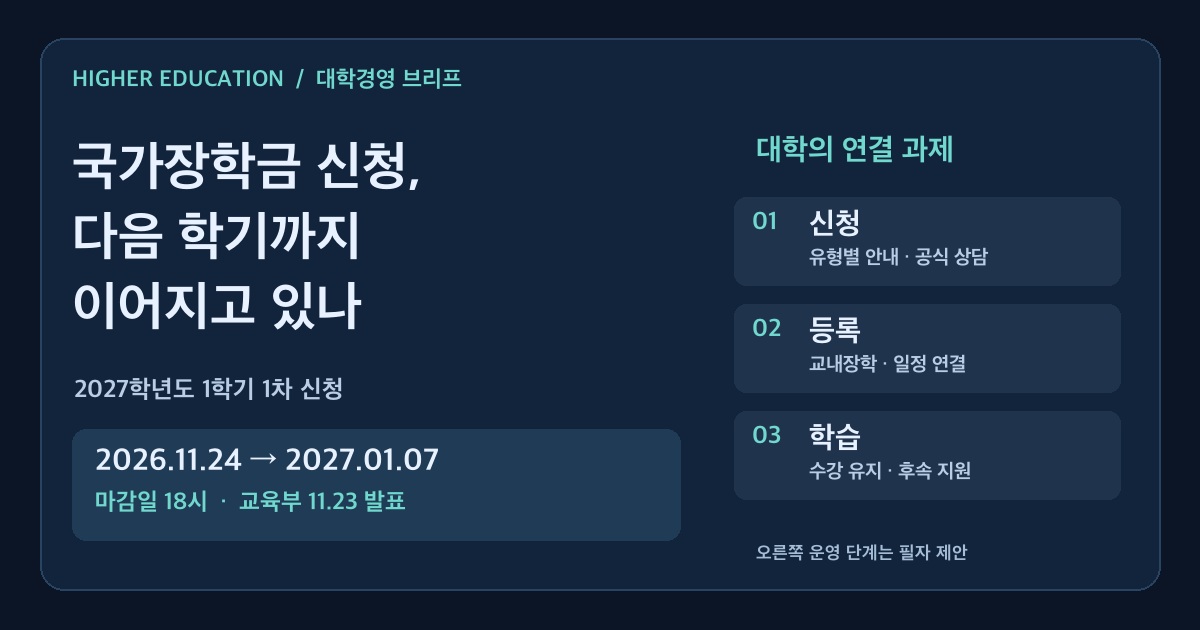 HIGHER EDUCATION / 대학경영 브리프
국가장학금 신청,
다음 학기까지
이어지고 있나
2027학년도 1학기 1차 신청
2026.11.24 → 2027.01.07
마감일 18시 · 교육부 11.23 발표
대학의 연결 과제
01 신청
유형별 안내 · 공식 상담
02 등록
교내장학 · 일정 연결
03 학습
수강 유지 · 후속 지원
오른쪽 운영 단계는 필자 제안